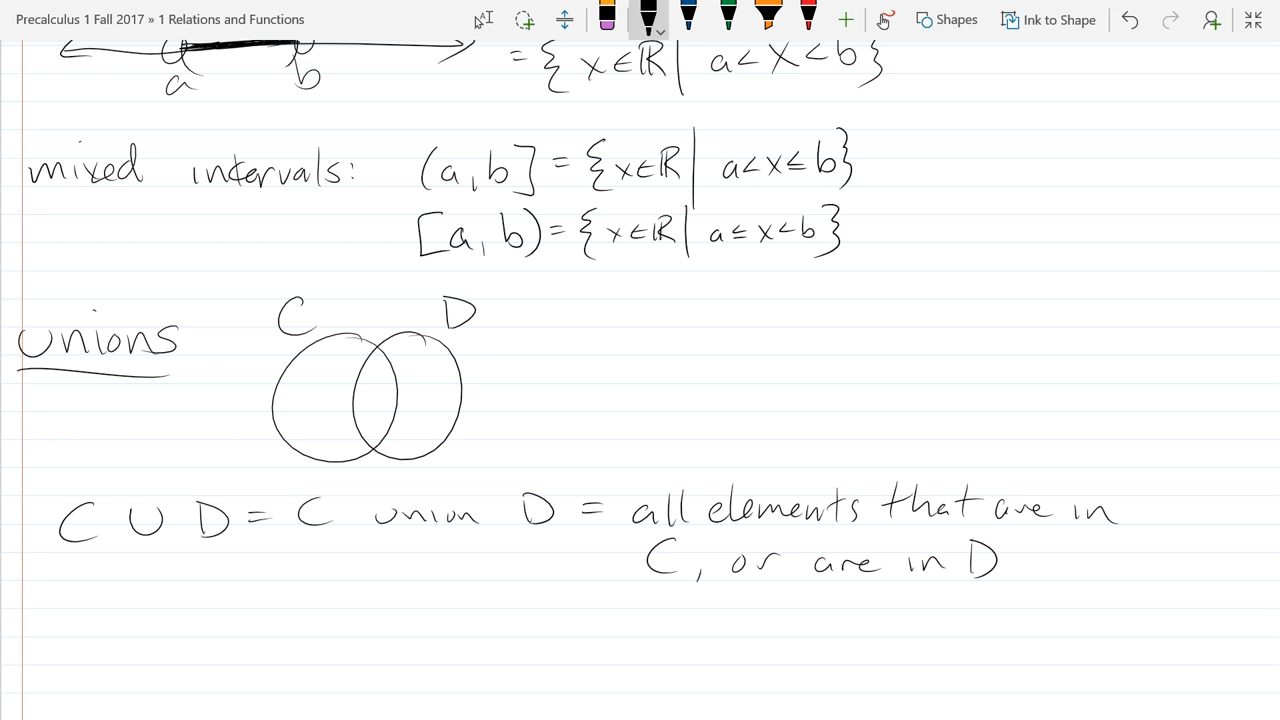 Precalculus 1 Fall 2017 » 1 Relations and Functions
Shapes
Ink to Shape
a b = {x∈ℝ| a<x<b}
mixed intervals: (a,b] = {x∈ℝ| a<x≤b}
[a,b) = {x∈ℝ| a≤x<b}
C D
Unions
C ∪ D = C union D = all elements that are in
C, or are in D